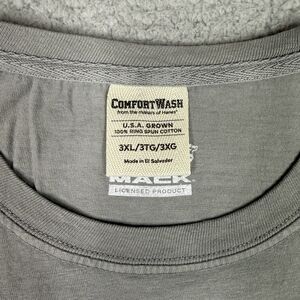 COMFORTWASH
from the makers of Hanes®
U.S.A. GROWN
100% RING SPUN COTTON
3XL/3TG/3XG
Made in El Salvador
MACK
LICENSED PRODUCT